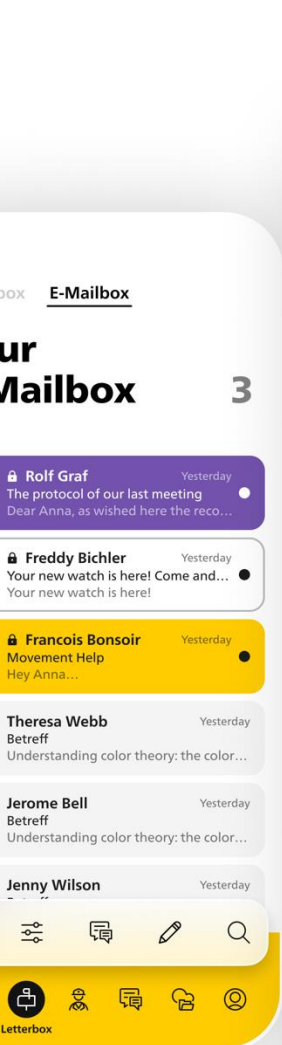 box E-Mailbox
ur
Mailbox 3
Rolf Graf Yesterday
The protocol of our last meeting
Dear Anna, as wished here the reco...
Freddy Bichler Yesterday
Your new watch is here! Come and...
Your new watch is here!
Francois Bonsoir Yesterday
Movement Help
Hey Anna...
Theresa Webb Yesterday
Betreff
Understanding color theory: the color...
Jerome Bell Yesterday
Betreff
Understanding color theory: the color...
Jenny Wilson Yesterday
Letterbox